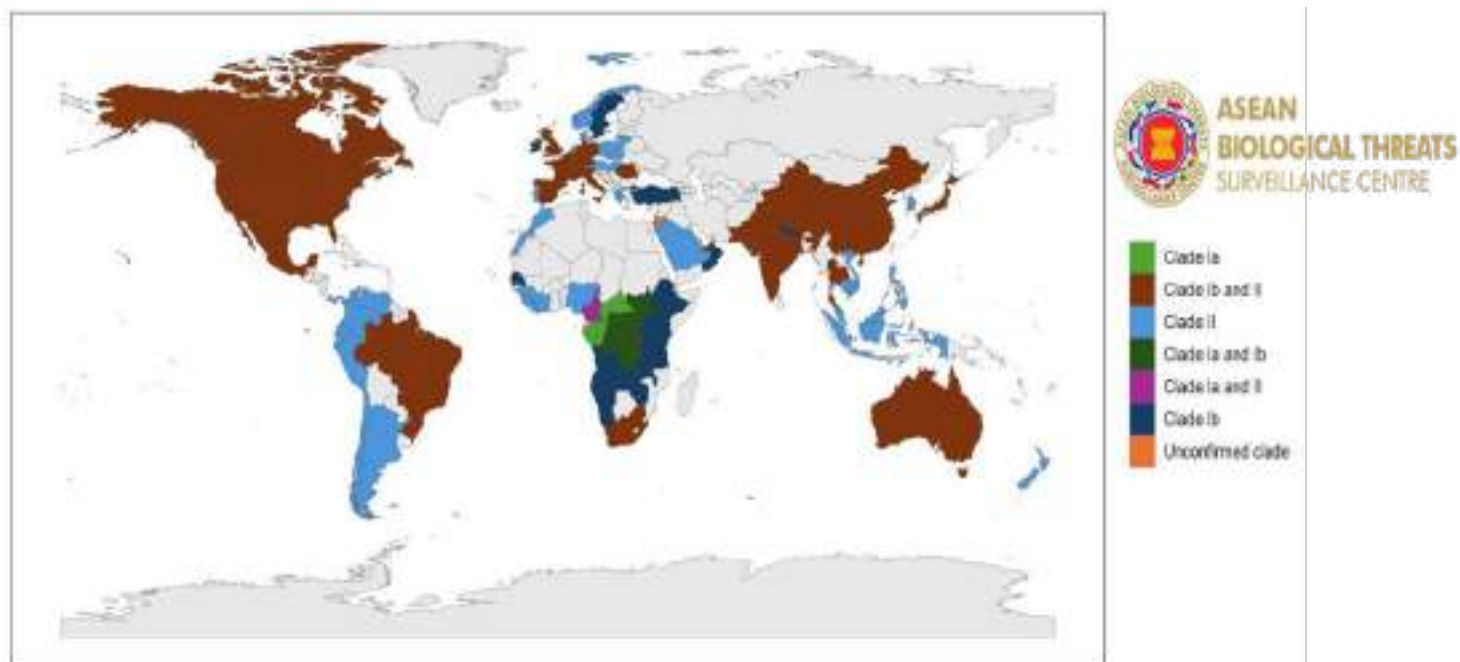 ASEAN
BIOLOGICAL THREATS
SURVEILLANCE CENTRE
Clade Ia
Clade Ib and II
Clade II
Clade Ia and Ib
Clade Ia and II
Clade Ib
Unconfirmed clade